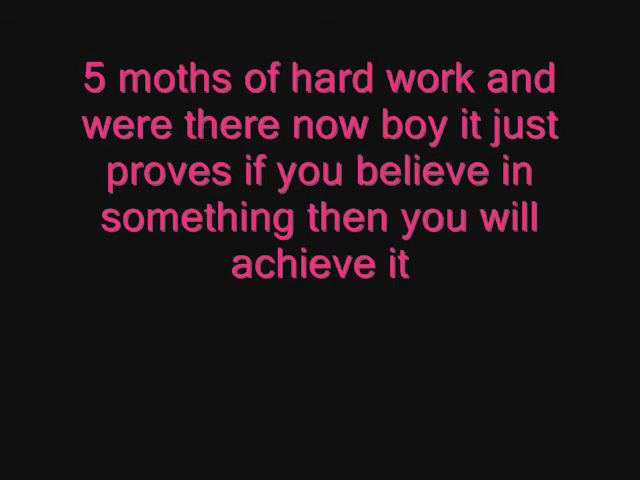 5 moths of hard work and
were there now boy it just
proves if you believe in
something then you will
achieve it